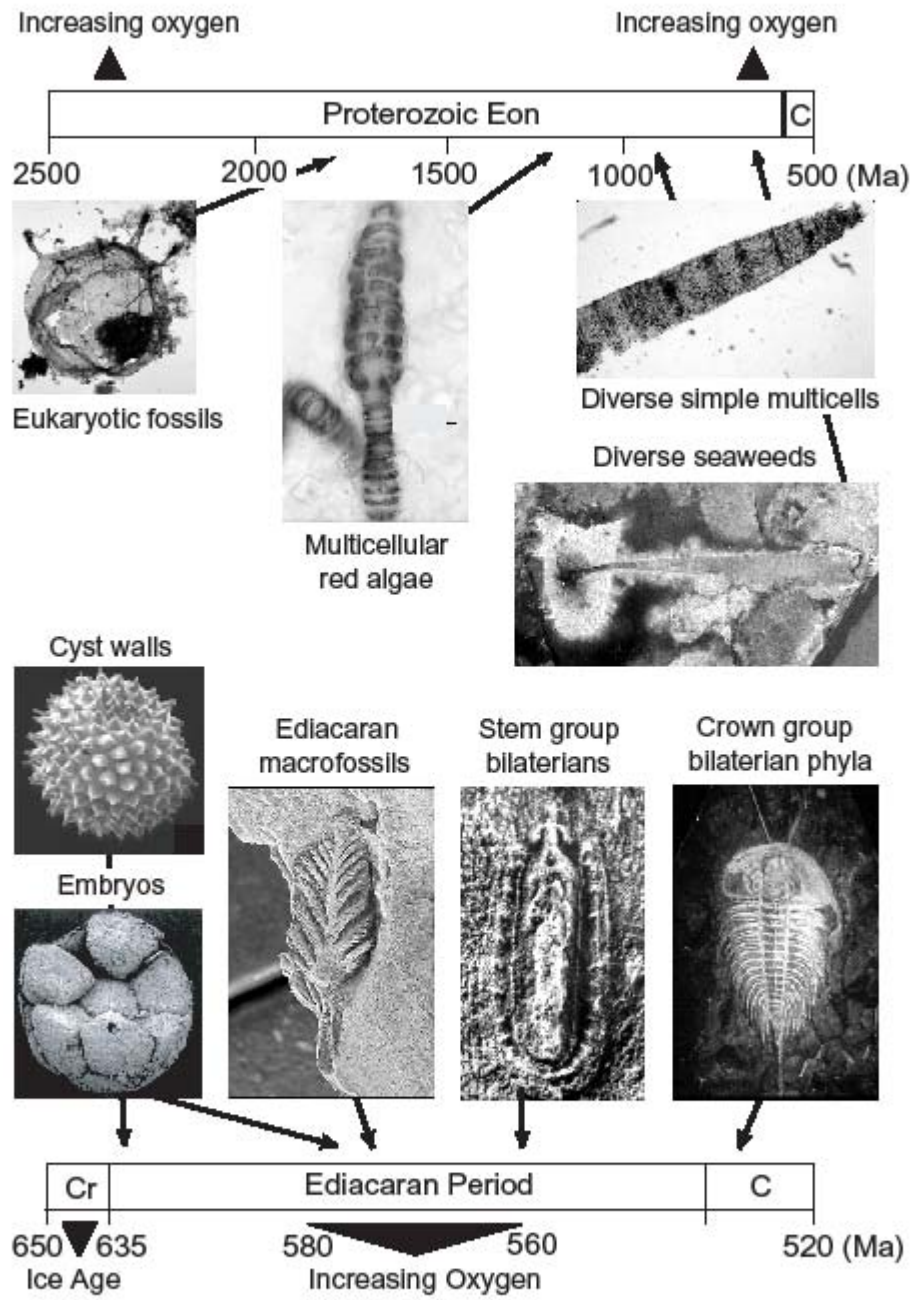 Increasing oxygen Increasing oxygen
Proterozoic Eon C
2500 2000 1500 1000 500 (Ma)
Eukaryotic fossils
Multicellular
red algae
Diverse simple multicells
Diverse seaweeds
Cyst walls
Embryos
Ediacaran
macrofossils
Stem group
bilaterians
Crown group
bilaterian phyla
Cr Ediacaran Period C
650 635 580 560 520 (Ma)
Ice Age Increasing Oxygen